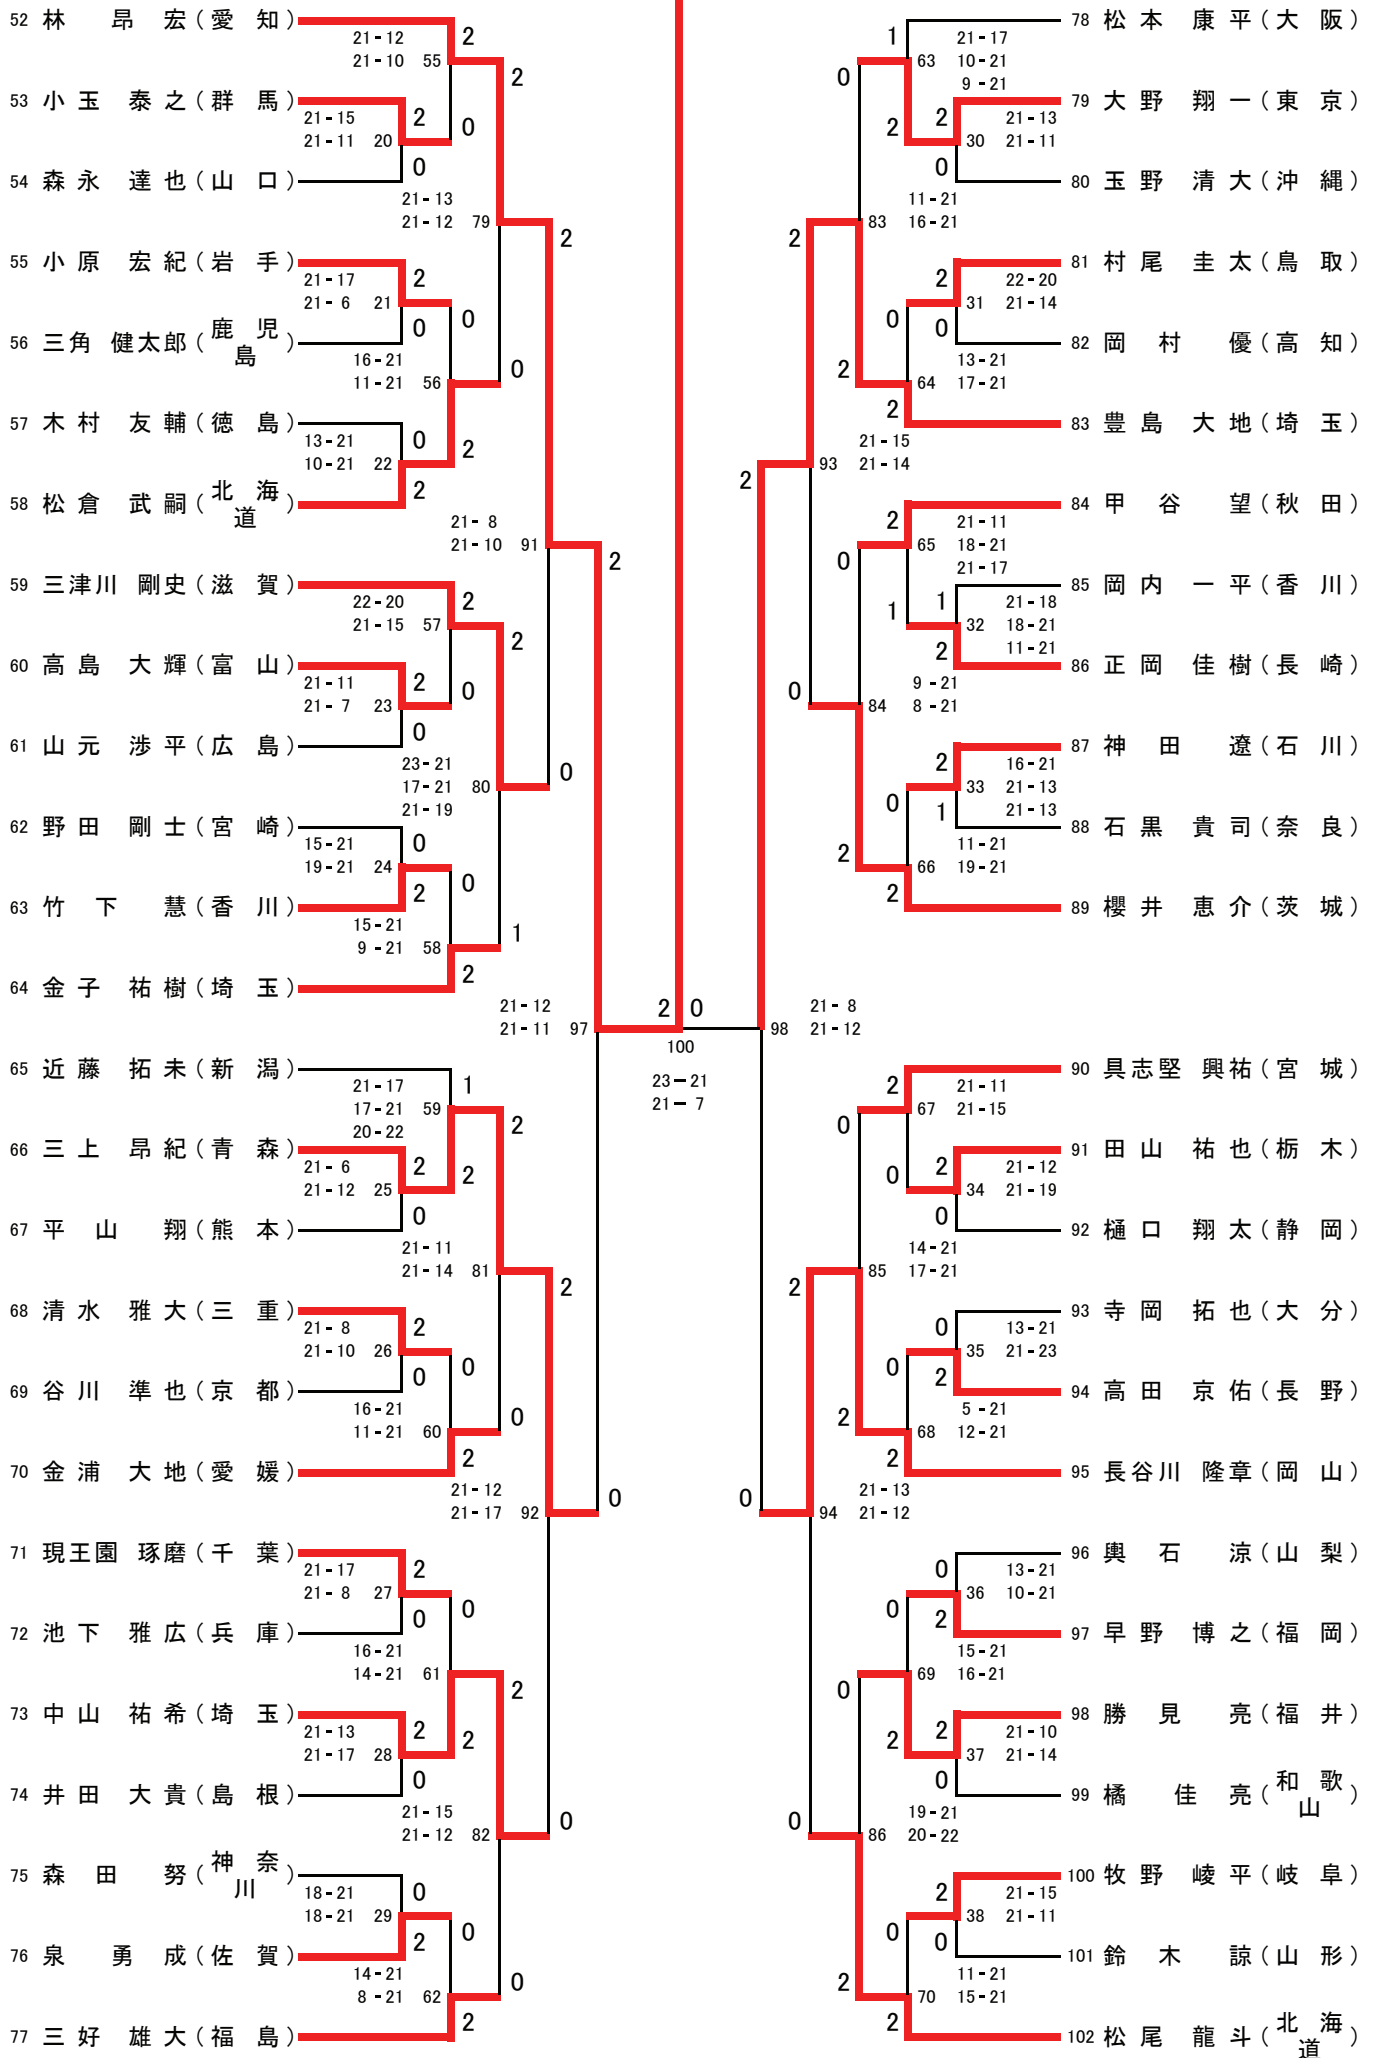 52 林 昂 宏 ( 愛 知 )
21 - 12
21 - 10 55
2
2
53 小 玉 泰 之 ( 群 馬 )
21 - 15
21 - 11 20
2
0
54 森 永 達 也 ( 山 口 )
0
21 - 13
21 - 12 79
2
55 小 原 宏 紀 ( 岩 手 )
21 - 17
21 - 6 21
2
0
56 三角 健太郎 ( 鹿 児 島 )
0
16 - 21
11 - 21 56
0
57 木 村 友 輔 ( 徳 島 )
13 - 21
10 - 21 22
0
2
58 松 倉 武 嗣 ( 北 海 道 )
2
21 - 8
21 - 10 91
2
59 三津川 剛史 ( 滋 賀 )
22 - 20
21 - 15 57
2
2
60 高 島 大 輝 ( 富 山 )
21 - 11
21 - 7 23
2
0
61 山 元 渉 平 ( 広 島 )
0
23 - 21
17 - 21 80
21 - 19
0
62 野 田 剛 士 ( 宮 崎 )
15 - 21
19 - 21 24
0
0
63 竹 下 慧 ( 香 川 )
2
15 - 21
9 - 21 58
1
64 金 子 祐 樹 ( 埼 玉 )
2
21 - 12
21 - 11 97
2 0
100
23 - 21
21 - 7
65 近 藤 拓 未 ( 新 潟 )
21 - 17
17 - 21 59
20 - 22
1
2
66 三 上 昂 紀 ( 青 森 )
21 - 6
21 - 12 25
2
2
67 平 山 翔 ( 熊 本 )
0
21 - 11
21 - 14 81
2
68 清 水 雅 大 ( 三 重 )
21 - 8
21 - 10 26
2
0
69 谷 川 準 也 ( 京 都 )
0
16 - 21
11 - 21 60
0
70 金 浦 大 地 ( 愛 媛 )
2
21 - 12
21 - 17 92
0
71 現王園 琢磨 ( 千 葉 )
21 - 17
21 - 8 27
2
0
72 池 下 雅 広 ( 兵 庫 )
0
16 - 21
14 - 21 61
2
73 中 山 祐 希 ( 埼 玉 )
21 - 13
21 - 17 28
2
2
74 井 田 大 貴 ( 島 根 )
0
21 - 15
21 - 12 82
0
75 森 田 努 ( 神 奈 川 )
18 - 21
18 - 21 29
0
0
76 泉 勇 成 ( 佐 賀 )
2
14 - 21
8 - 21 62
0
77 三 好 雄 大 ( 福 島 )
2
78 松 本 康 平 ( 大 阪 )
1
21 - 17
63 10 - 21
9 - 21
0
79 大 野 翔 一 ( 東 京 )
2
2
21 - 13
30 21 - 11
80 玉 野 清 大 ( 沖 縄 )
0
11 - 21
83 16 - 21
2
81 村 尾 圭 太 ( 鳥 取 )
2
22 - 20
31 21 - 14
0
82 岡 村 優 ( 高 知 )
0
13 - 21
64 17 - 21
2
83 豊 島 大 地 ( 埼 玉 )
2
21 - 15
93 21 - 14
2
84 甲 谷 望 ( 秋 田 )
2
21 - 11
65 18 - 21
21 - 17
0
85 岡 内 一 平 ( 香 川 )
1
1
21 - 18
32 18 - 21
11 - 21
86 正 岡 佳 樹 ( 長 崎 )
2
9 - 21
84 8 - 21
0
87 神 田 遼 ( 石 川 )
2
16 - 21
33 21 - 13
21 - 13
0
88 石 黒 貴 司 ( 奈 良 )
1
11 - 21
66 19 - 21
2
89 櫻 井 恵 介 ( 茨 城 )
2
21 - 8
98 21 - 12
90 具志堅 興祐 ( 宮 城 )
2
21 - 11
67 21 - 15
0
91 田 山 祐 也 ( 栃 木 )
0
2
21 - 12
34 21 - 19
92 樋 口 翔 太 ( 静 岡 )
0
14 - 21
85 17 - 21
2
93 寺 岡 拓 也 ( 大 分 )
0
13 - 21
35 21 - 23
0
94 高 田 京 佑 ( 長 野 )
2
5 - 21
68 12 - 21
2
95 長谷川 隆章 ( 岡 山 )
2
21 - 13
94 21 - 12
0
96 輿 石 涼 ( 山 梨 )
0
13 - 21
36 10 - 21
0
97 早 野 博 之 ( 福 岡 )
2
15 - 21
69 16 - 21
0
98 勝 見 亮 ( 福 井 )
2
2
21 - 10
37 21 - 14
99 橘 佳 亮 ( 和 歌 山 )
0
19 - 21
86 20 - 22
0
100 牧 野 崚 平 ( 岐 阜 )
2
21 - 15
38 21 - 11
0
101 鈴 木 諒 ( 山 形 )
0
11 - 21
70 15 - 21
2
102 松 尾 龍 斗 ( 北 海 道 )
2